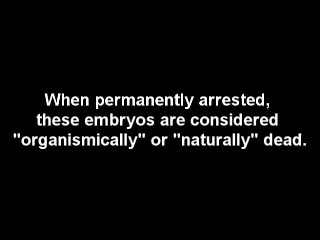 When permanently arrested,
these embryos are considered
"organismically" or "naturally" dead.